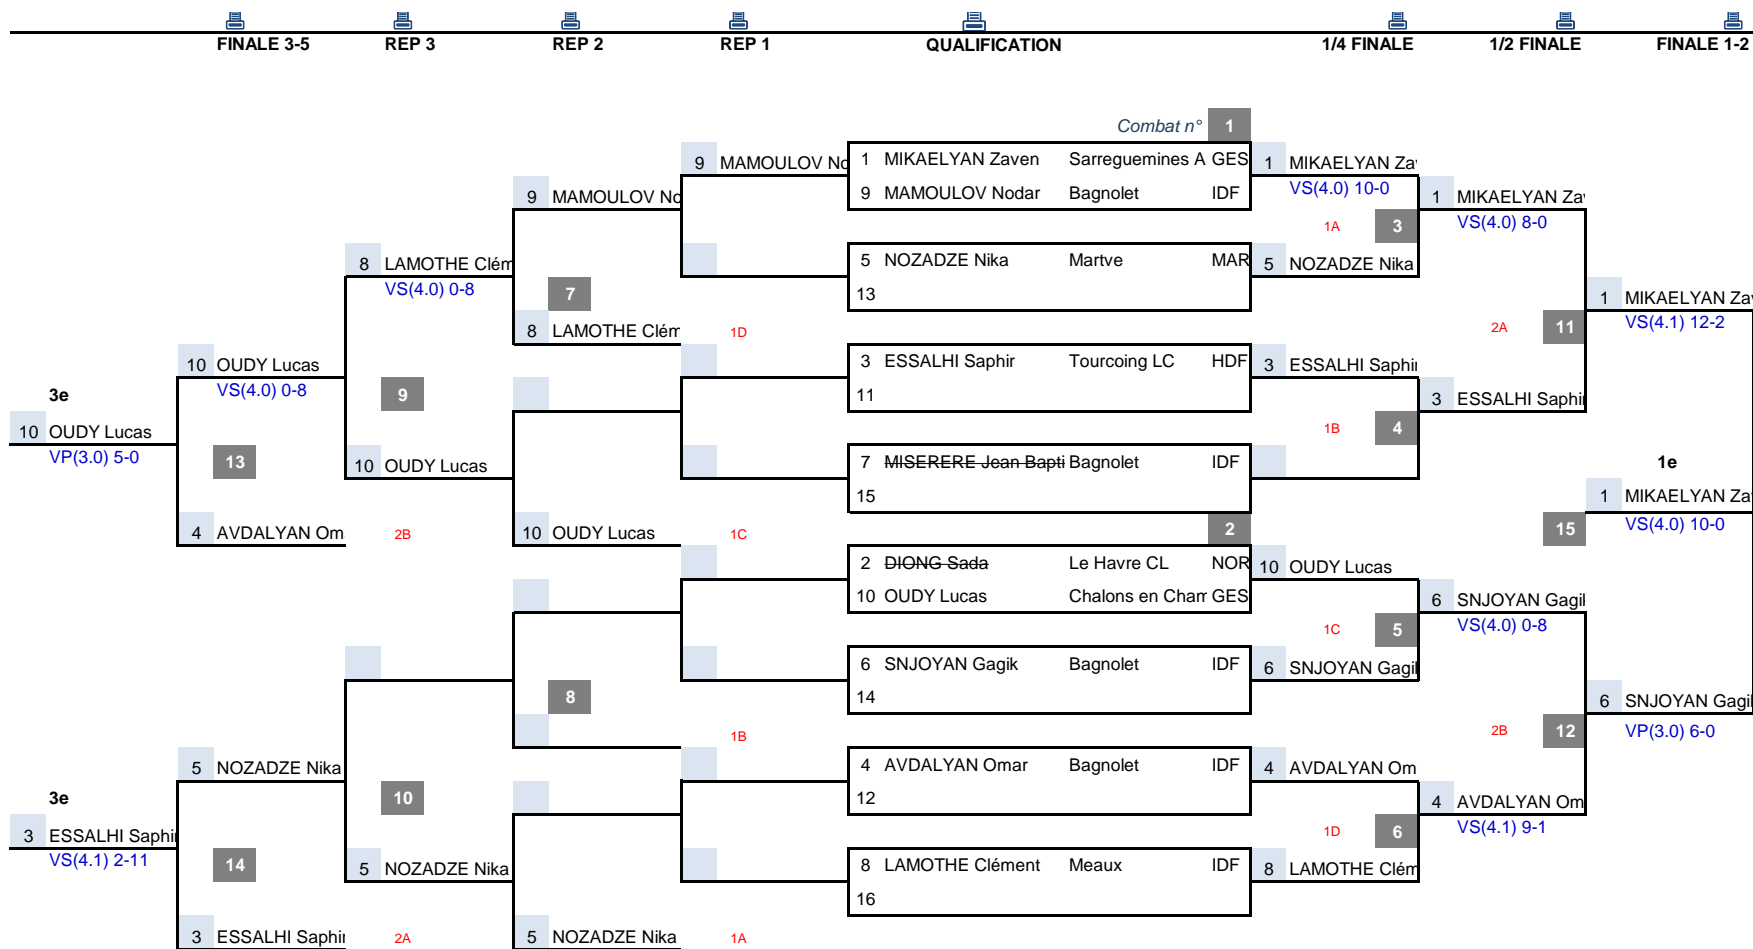 FINALE 3-5 REP 3 REP 2 REP 1 QUALIFICATION 1/4 FINALE 1/2 FINALE FINALE 1-2
Combat n° 1
9 MAMOULOV No 1 MIKAELYAN Zaven Sarreguemines A GES 1 MIKAELYAN Za
VS(4.0) 10-0
9 MAMOULOV No 9 MAMOULOV Nodar Bagnolet IDF 1 MIKAELYAN Za
1A 3 VS(4.0) 8-0
8 LAMOTHE Clém 5 NOZADZE Nika Martve MAR 5 NOZADZE Nika
VS(4.0) 0-8 7 13 1 MIKAELYAN Za
8 LAMOTHE Clém 1D 2A 11 VS(4.1) 12-2
10 OUDY Lucas 3 ESSALHI Saphir Tourcoing LC HDF 3 ESSALHI Saphir
3e VS(4.0) 0-8 9 11 3 ESSALHI Saphir
10 OUDY Lucas 1B 4
VP(3.0) 5-0 13 10 OUDY Lucas 7 MISERERE Jean Bapti Bagnolet IDF 1e
15 1 MIKAELYAN Za
4 AVDALYAN Om 2B 10 OUDY Lucas 1C 2 15 VS(4.0) 10-0
2 DIONG Sada Le Havre CL NOR 10 OUDY Lucas
10 OUDY Lucas Chalons en Cham GES 6 SNJOYAN Gagik
1C 5 VS(4.0) 0-8
6 SNJOYAN Gagik Bagnolet IDF 6 SNJOYAN Gagik
8 14 6 SNJOYAN Gagik
1B 2B 12 VP(3.0) 6-0
5 NOZADZE Nika 4 AVDALYAN Omar Bagnolet IDF 4 AVDALYAN Om
3e 10 12 4 AVDALYAN Om
3 ESSALHI Saphir 1D 6 VS(4.1) 9-1
VS(4.1) 2-11 14 5 NOZADZE Nika 8 LAMOTHE Clément Meaux IDF 8 LAMOTHE Clém
16
3 ESSALHI Saphir 2A 5 NOZADZE Nika 1A